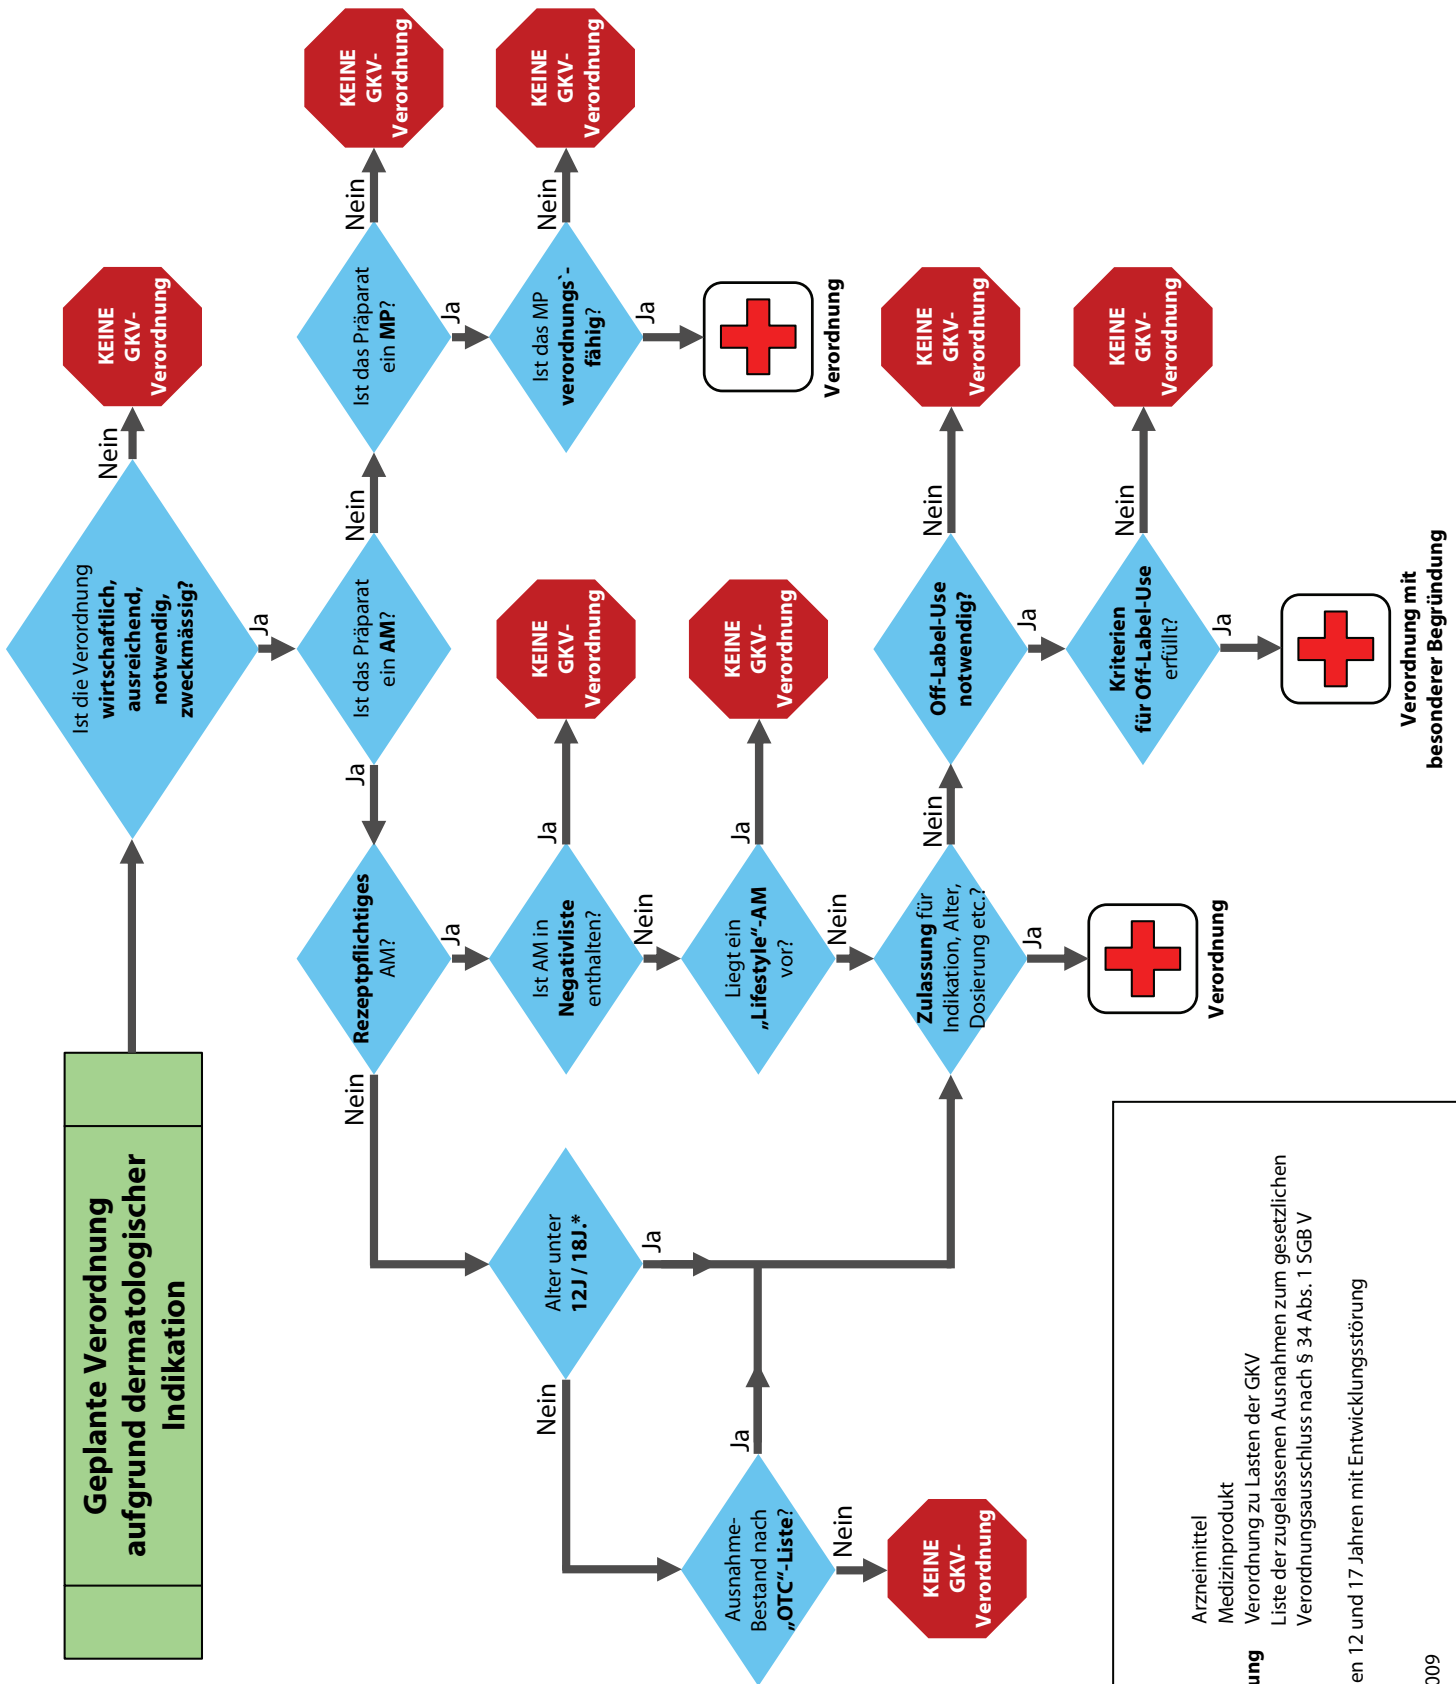 Geplante Verordnung
aufgrund dermatologischer
Indikation
Ist die Verordnung
wirtschaftlich,
ausreichend,
notwendig,
zweckmässig?
Nein
KEINE
GKV-
Verordnung
Ja
Ist das Präparat
ein AM?
Nein
Ist das Präparat
ein MP?
Nein
KEINE
GKV-
Verordnung
Ja
Ist das MP
verordnungs`-
fähig?
Nein
KEINE
GKV-
Verordnung
Ja
Verordnung
Ja
Rezeptpflichtiges
AM?
Ja
Ist AM in
Negativliste
enthalten?
Ja
KEINE
GKV-
Verordnung
Nein
Liegt ein
„Lifestyle“-AM
vor?
Ja
KEINE
GKV-
Verordnung
Nein
Zulassung für
Indikation, Alter,
Dosierung etc.?
Nein
Off-Label-Use
notwendig?
Nein
KEINE
GKV-
Verordnung
Ja
Kriterien
für Off-Label-Use
erfüllt?
Nein
KEINE
GKV-
Verordnung
Ja
Verordnung mit
besonderer Begründung
Ja
Verordnung
Nein
Alter unter
12J / 18J.*
Ja
Nein
Ausnahme-
Bestand nach
„OTC“-Liste?
Ja
Nein
KEINE
GKV-
Verordnung
Arzneimittel
Medizinprodukt
ung Verordnung zu Lasten der GKV
Liste der zugelassenen Ausnahmen zum gesetzlichen
Verordnungsausschluss nach § 34 Abs. 1 SGB V
en 12 und 17 Jahren mit Entwicklungsstörung
009